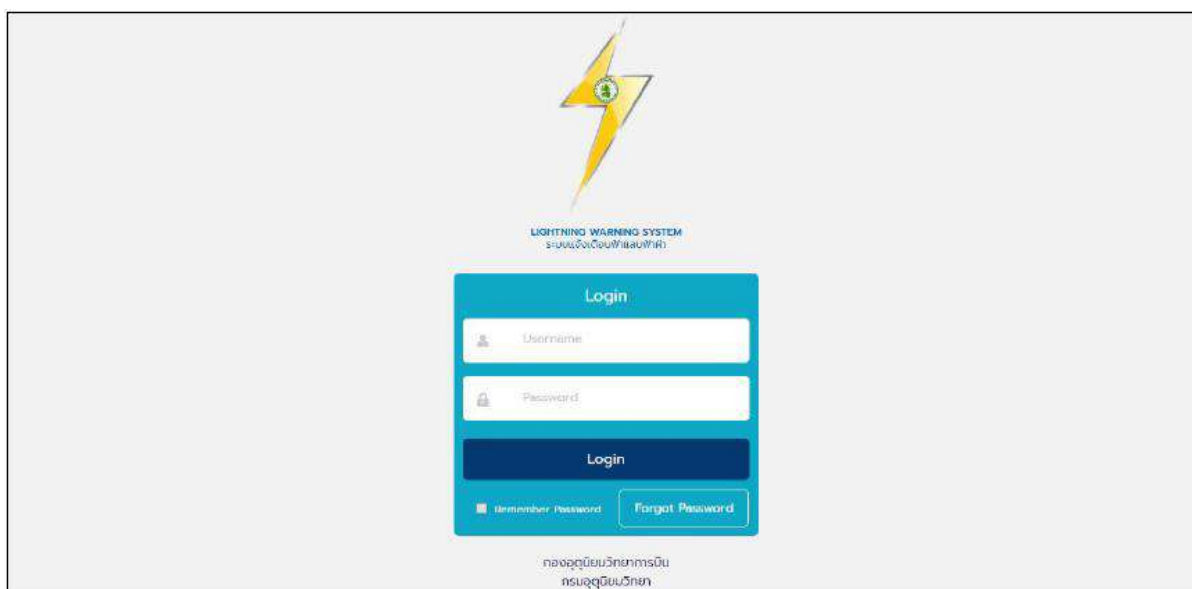 LIGHTNING WARNING SYSTEM
ระบบแจ้งเตือนฟ้าแลบฟ้าผ่า
Login
Username
Password
Login
Remember Password
Forgot Password
กองอุตุนิยมวิทยาการบิน
กรมอุตุนิยมวิทยา